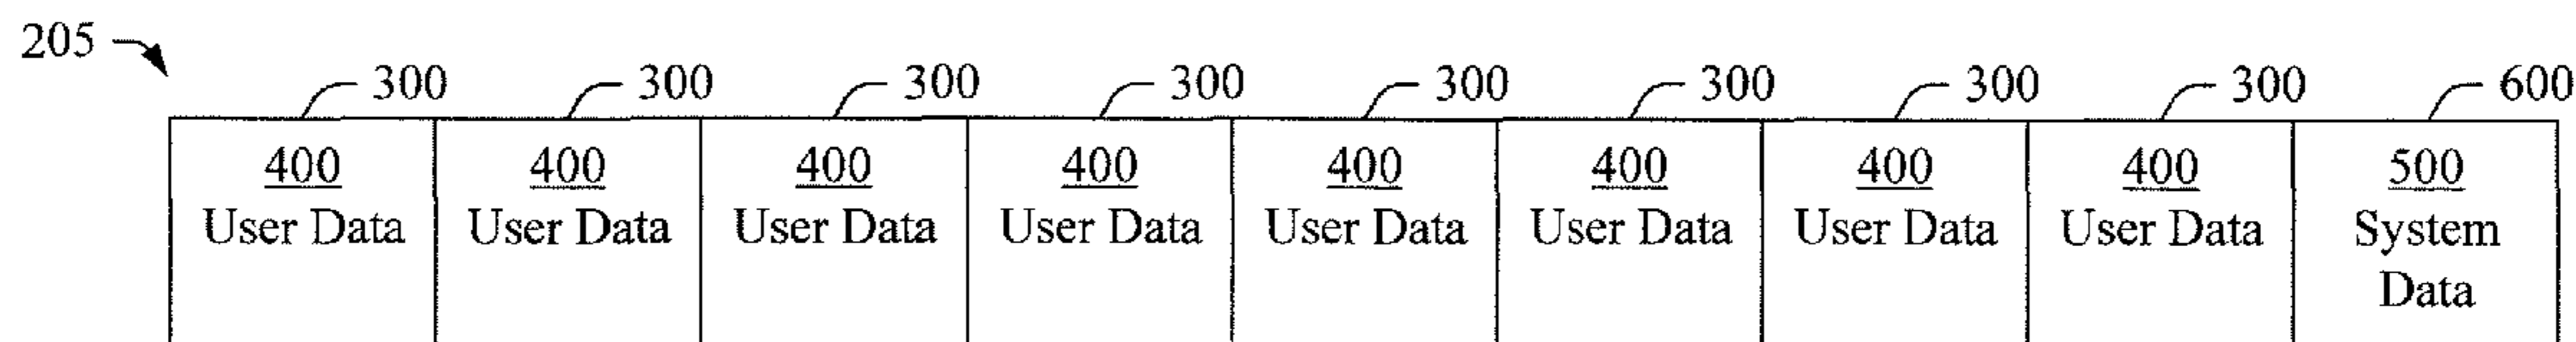 205
300 300 300 300 300 300 300 300 600
400 400 400 400 400 400 400 400 500
User Data User Data User Data User Data User Data User Data User Data User Data System
Data